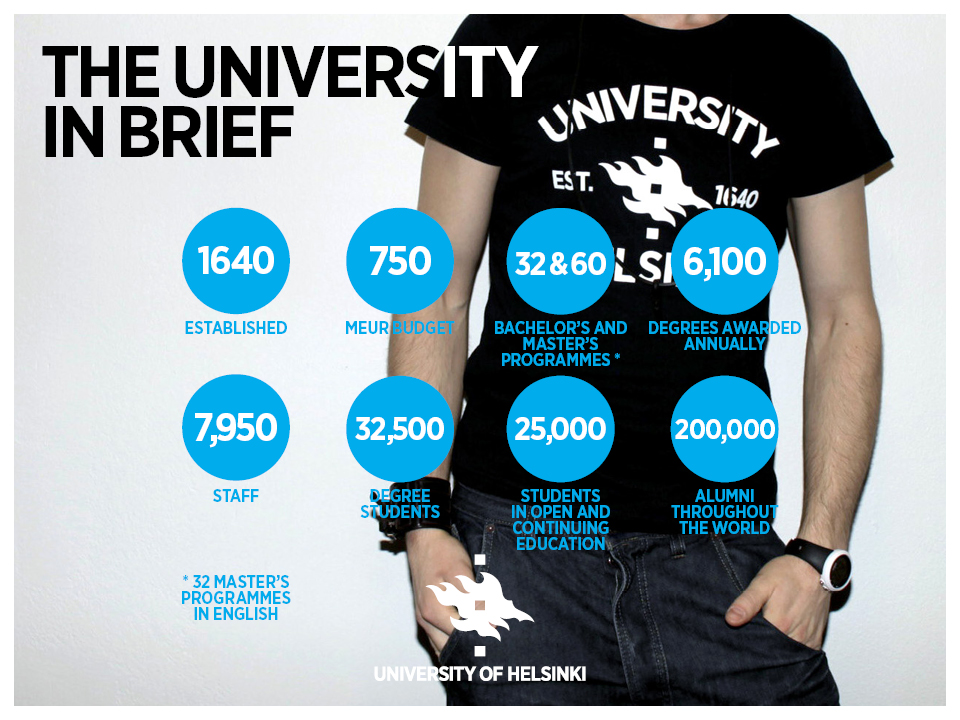 THE UNIVERSITY
IN BRIEF
UNIVERSITY
EST.
1640
LSI
1640
ESTABLISHED
750
MEUR BUDGET
32 & 60
BACHELOR'S AND
MASTER'S
PROGRAMMES *
6,100
DEGREES AWARDED
ANNUALLY
7,950
STAFF
32,500
DEGREE
STUDENTS
25,000
STUDENTS
IN OPEN AND
CONTINUING
EDUCATION
200,000
ALUMNI
THROUGHOUT
THE WORLD
* 32 MASTER'S
PROGRAMMES
IN ENGLISH
UNIVERSITY OF HELSINKI